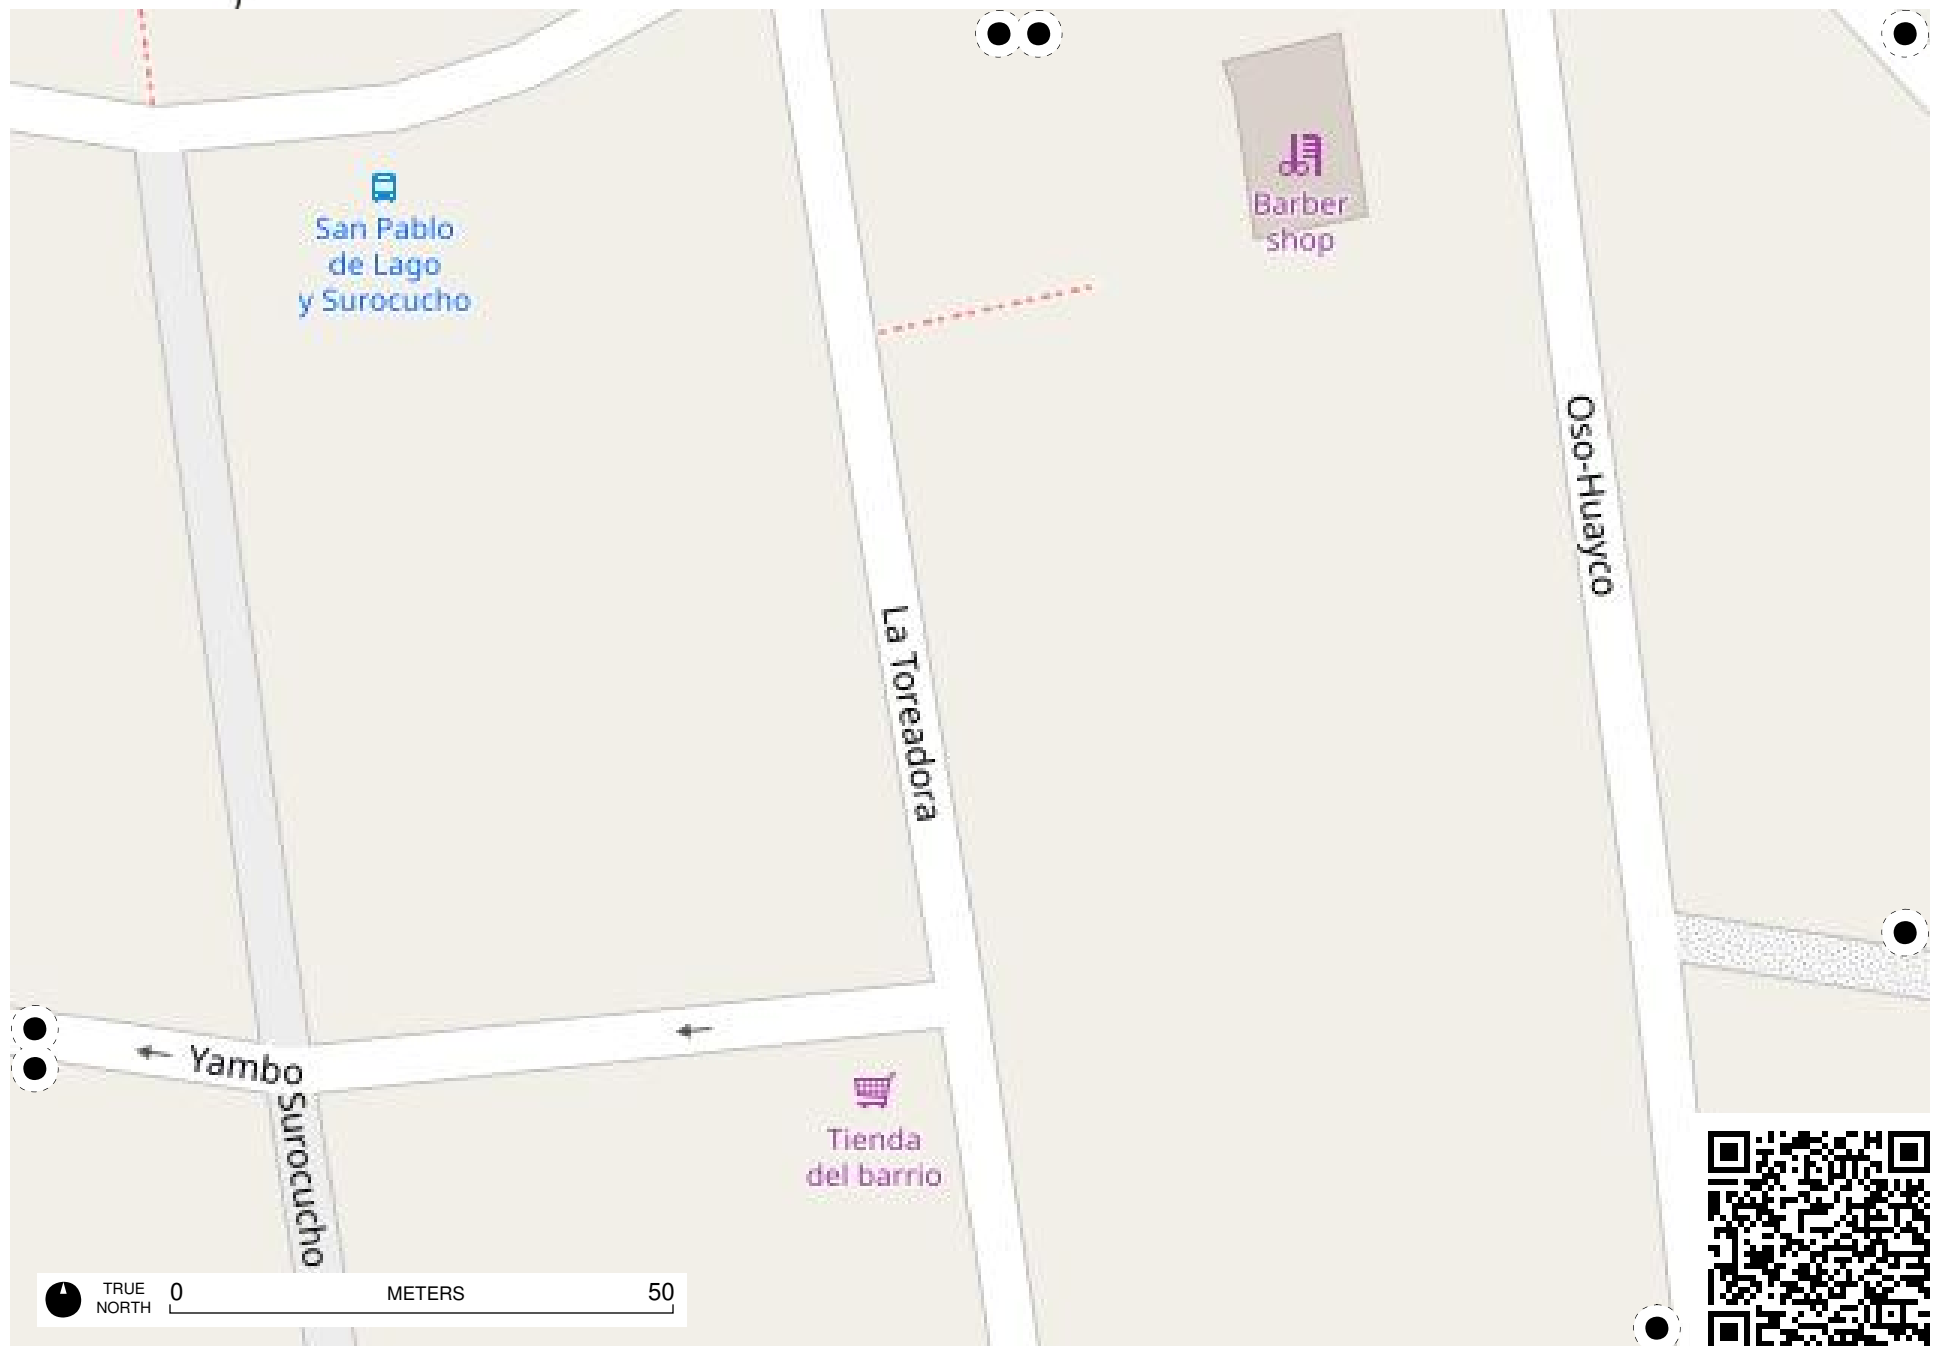 San Pablo
de Lago
y Surocucho
Barber
shop
Oso-Huayco
La Toreadora
Yambo
Surocucho
Tienda
del barrio
TRUE
NORTH
0 METERS 50